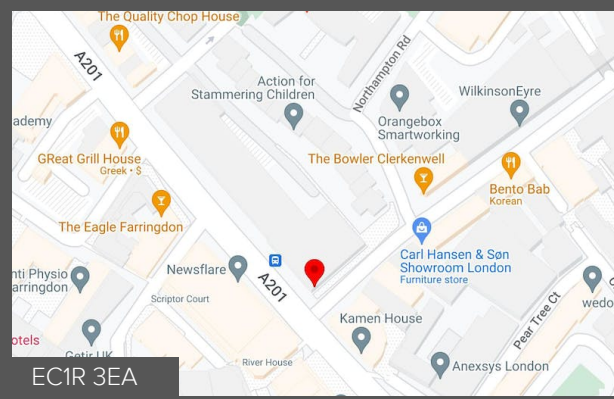 The Quality Chop House
A201
Action for
Stammering Children
Northampton Rd
WilkinsonEyre
Orangebox
Smartworking
ademy
GReat Grill House
Greek • $
The Bowler Clerkenwell
Bento Bab
Korean
The Eagle Farringdon
Carl Hansen & Søn
Showroom London
Furniture store
Newsflare
nti Physio
arringdon
A201
Scriptor Court
wedo
Kamen House
Pear Tree Ct
otels
Getir UK
River House
Anexsys London
EC1R 3EA